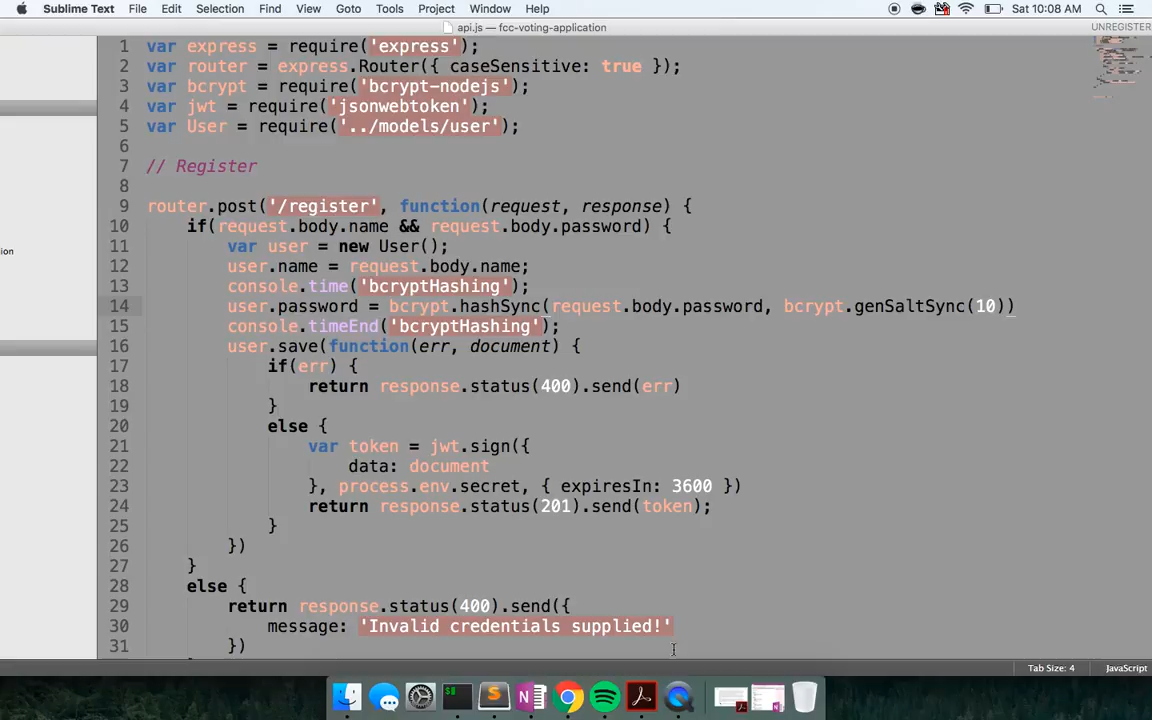 Sublime Text File Edit Selection Find View Goto Tools Project Window Help Sat 10:08 AM
api.js — fcc-voting-application UNREGISTER
1 var express = require('express');
2 var router = express.Router({ caseSensitive: true });
3 var bcrypt = require('bcrypt-nodejs');
4 var jwt = require('jsonwebtoken');
5 var User = require('../models/user');
6
7 // Register
8
9 router.post('/register', function(request, response) {
10 if(request.body.name && request.body.password) {
11 var user = new User();
ion
12 user.name = request.body.name;
13 console.time('bcryptHashing');
14 user.password = bcrypt.hashSync(request.body.password, bcrypt.genSaltSync(10))
15 console.timeEnd('bcryptHashing');
16 user.save(function(err, document) {
17 if(err) {
18 return response.status(400).send(err)
19 }
20 else {
21 var token = jwt.sign({
22 data: document
23 }, process.env.secret, { expiresIn: 3600 })
24 return response.status(201).send(token);
25 }
26 })
27 }
28 else {
29 return response.status(400).send({
30 message: 'Invalid credentials supplied!'
31 })
Tab Size: 4 JavaScript